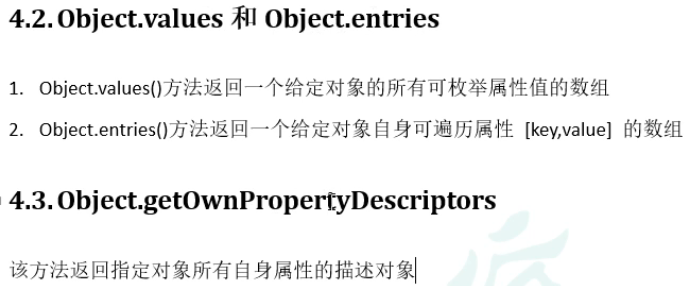 4.2. Object.values 和 Object.entries
1. Object.values()方法返回一个给定对象的所有可枚举属性值的数组
2. Object.entries()方法返回一个给定对象自身可遍历属性 [key,value] 的数组
4.3. Object.getOwnPropertyDescriptors
该方法返回指定对象所有自身属性的描述对象